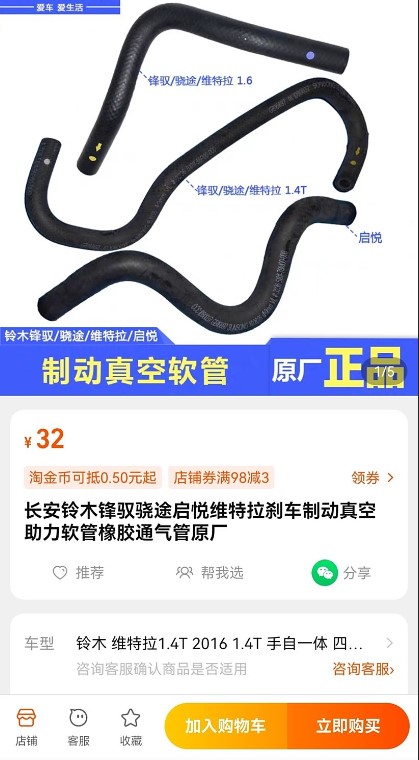 爱车 爱生活
锋驭/骁途/维特拉 1.6
锋驭/骁途/维特拉 1.4T
启悦
铃木锋驭/骁途/维特拉/启悦
制动真空软管
原厂正品
1/5
¥32
淘金币可抵0.50元起
店铺券满98减3
领券
长安铃木锋驭骁途启悦维特拉刹车制动真空
助力软管橡胶通气管原厂
推荐
帮我选
分享
车型
铃木 维特拉1.4T 2016 1.4T 手自一体 四...
咨询客服确认商品是否适用
咨询客服
店铺
客服
收藏
加入购物车
立即购买